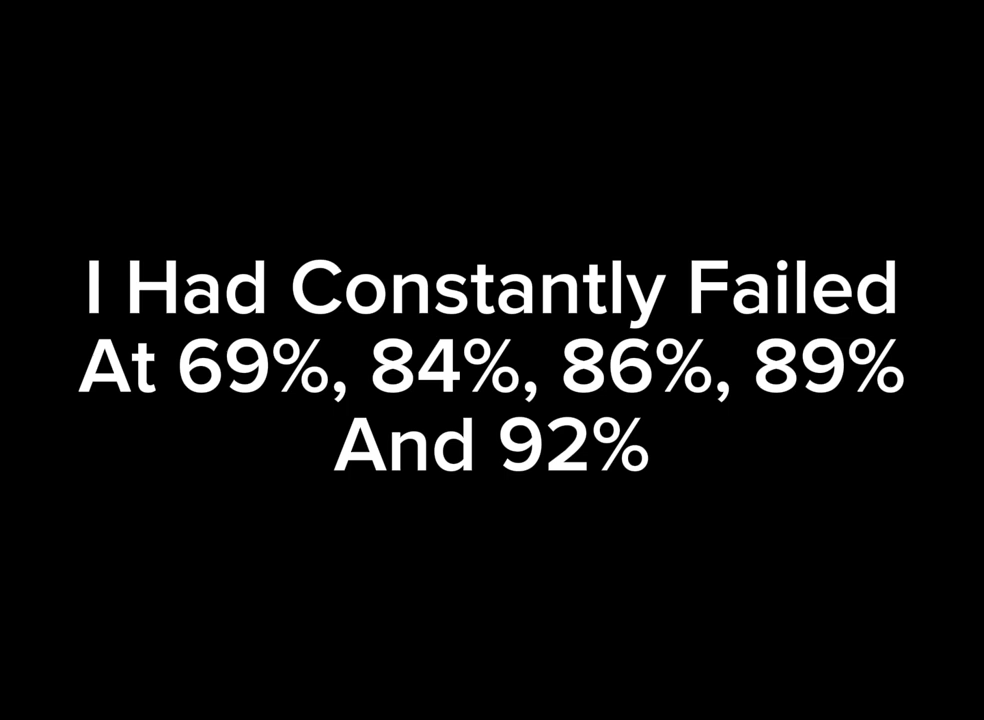 I Had Constantly Failed
At 69%, 84%, 86%, 89%
And 92%